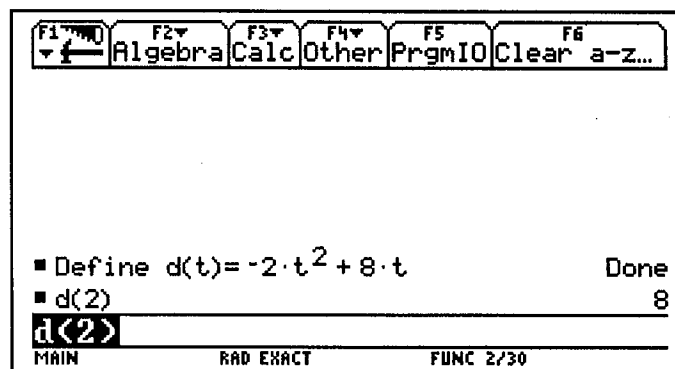 F1 F2 F3 F4 F5 F6
Algebra Calc Other PrgmIO Clear a-z…
▪ Define d(t)= -2·t² + 8·t Done
▪ d(2) 8
d(2)
MAIN RAD EXACT FUNC 2/30